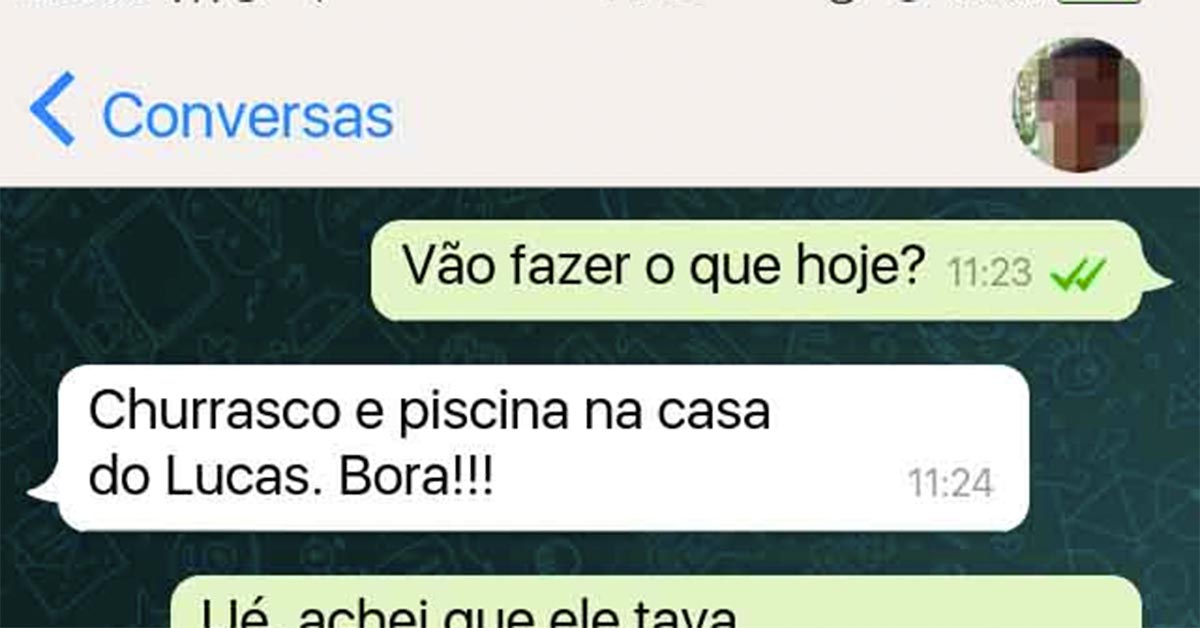 Conversas
Vão fazer o que hoje? 11:23
Churrasco e piscina na casa
do Lucas. Bora!!! 11:24
Ué, achei que ele tava